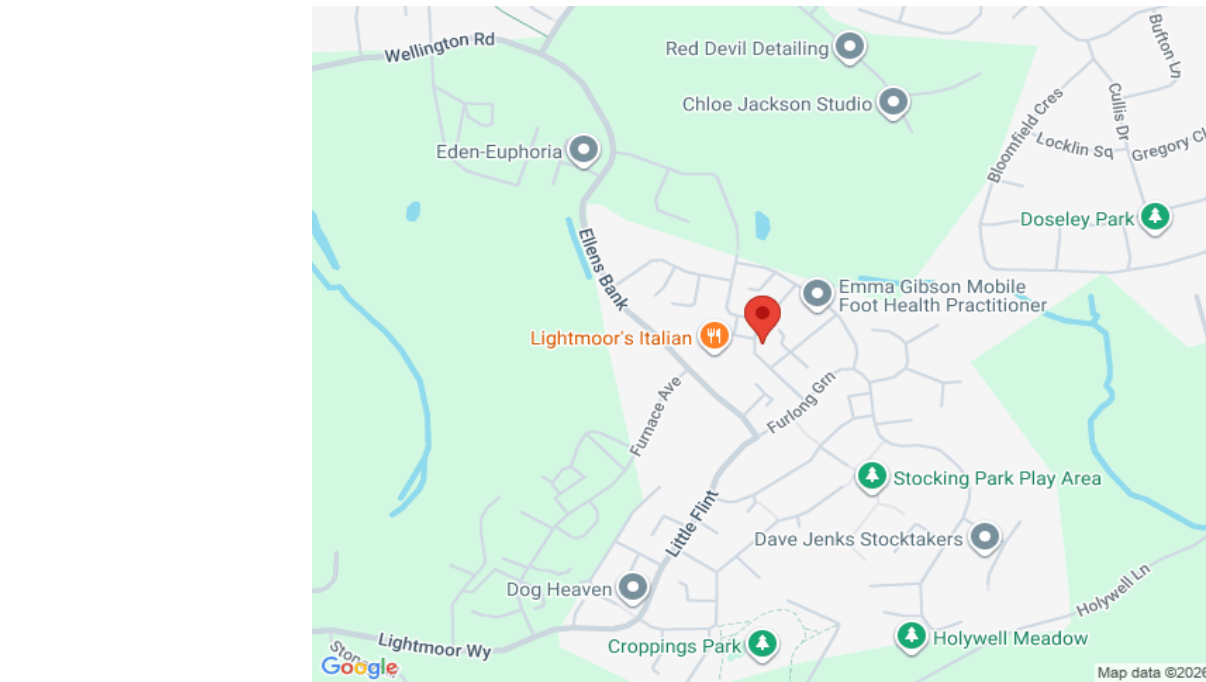 Wellington Rd
Red Devil Detailing
Bufton Ln
Chloe Jackson Studio
Cullis Dr
Bloomfield Cres
Locklin Sq
Gregory Cl
Eden-Euphoria
Doseley Park
Ellens Bank
Emma Gibson Mobile
Foot Health Practitioner
Lightmoor's Italian
Furnace Ave
Furlong Grn
Stocking Park Play Area
Little Flint
Dave Jenks Stocktakers
Dog Heaven
Holywell Ln
Lightmoor Wy
Croppings Park
Holywell Meadow
Google
Map data ©2026